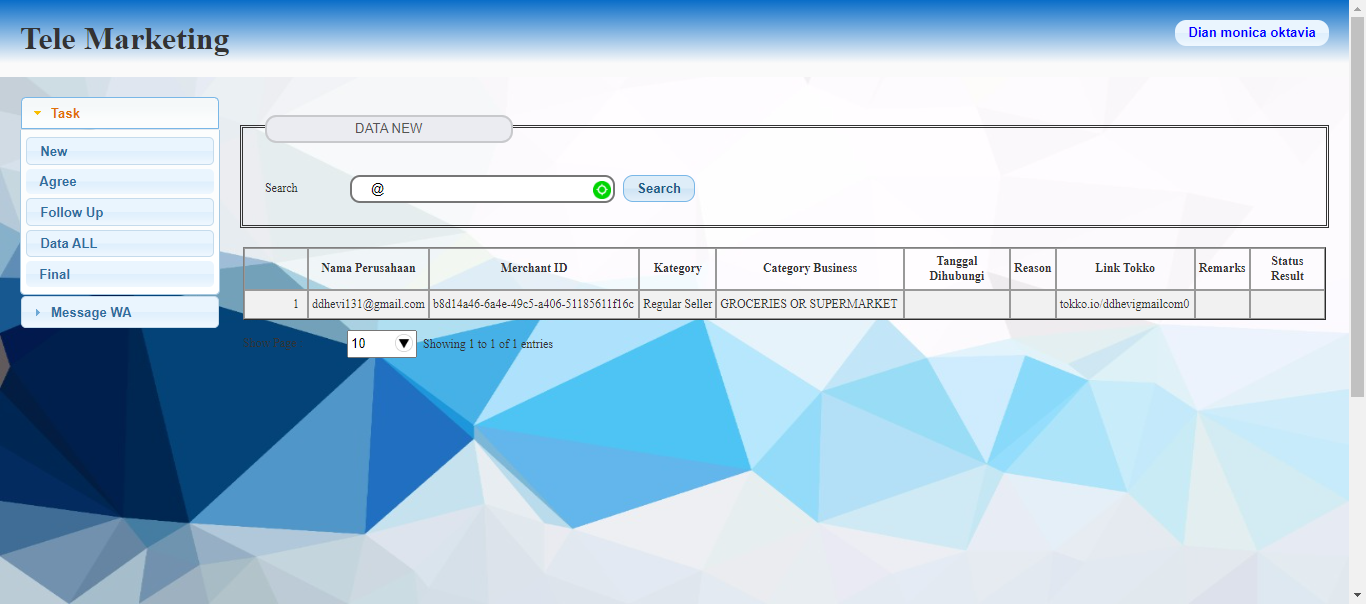 Tele Marketing
Dian monica oktavia
Task
New
Agree
Follow Up
Data ALL
Final
Message WA
DATA NEW
Search @ Search
Nama Perusahaan Merchant ID Kategory Category Business Tanggal Dihubungi Reason Link Tokko Remarks Status Result
1 ddhevi131@gmail.com b8d14a46-6a4e-49c5-a406-51185611f16c Regular Seller GROCERIES OR SUPERMARKET tokko.io/ddhevigmailcom0
10 Showing 1 to 1 of 1 entries